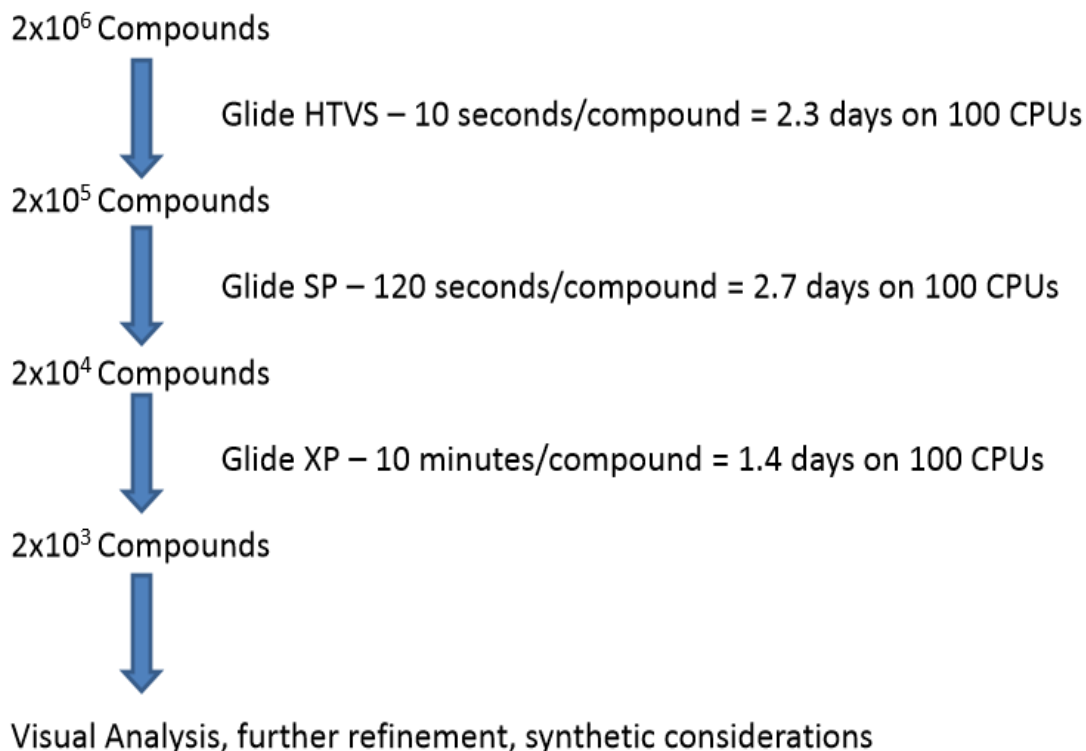 2x10⁶ Compounds
Glide HTVS – 10 seconds/compound = 2.3 days on 100 CPUs
2x10⁵ Compounds
Glide SP – 120 seconds/compound = 2.7 days on 100 CPUs
2x10⁴ Compounds
Glide XP – 10 minutes/compound = 1.4 days on 100 CPUs
2x10³ Compounds
Visual Analysis, further refinement, synthetic considerations